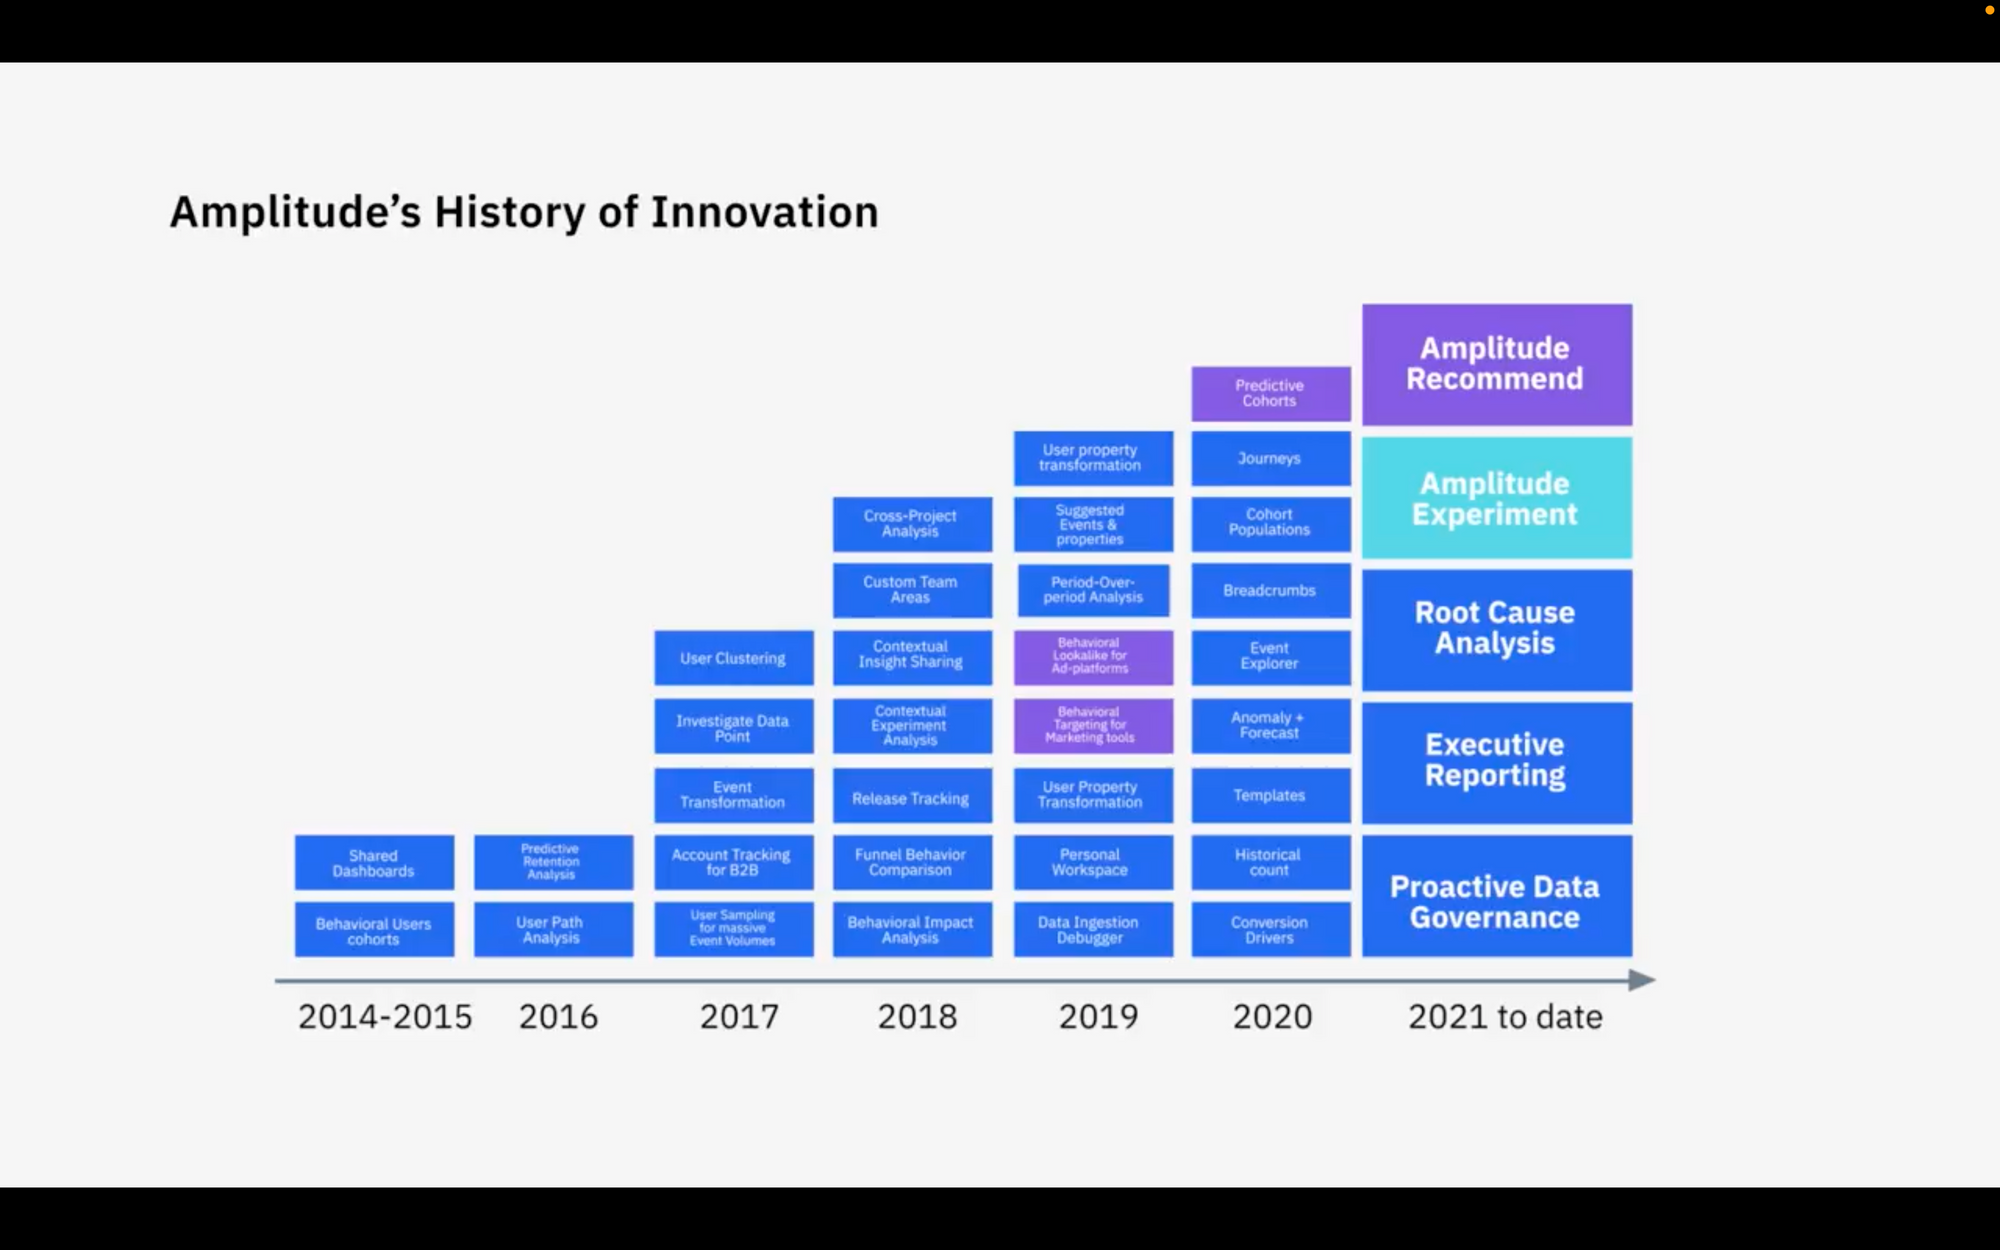 Amplitude’s History of Innovation
Shared
Dashboards
Behavioral Users
cohorts
2014-2015
Predictive
Retention
Analysis
User Path
Analysis
2016
User Clustering
Investigate Data
Point
Event
Transformation
Account Tracking
for B2B
User Sampling
for massive
Event Volumes
2017
Cross-Project
Analysis
Custom Team
Areas
Contextual
Insight Sharing
Contextual
Experiment
Analysis
Release Tracking
Funnel Behavior
Comparison
Behavioral Impact
Analysis
2018
User property
transformation
Suggested
Events &
properties
Period-Over-
period Analysis
Behavioral
Lookalike for
Ad-platforms
Behavioral
Targeting for
Marketing tools
User Property
Transformation
Personal
Workspace
Data Ingestion
Debugger
2019
Predictive
Cohorts
Journeys
Cohort
Populations
Breadcrumbs
Event
Explorer
Anomaly +
Forecast
Templates
Historical
count
Conversion
Drivers
2020
Amplitude
Recommend
Amplitude
Experiment
Root Cause
Analysis
Executive
Reporting
Proactive Data
Governance
2021 to date